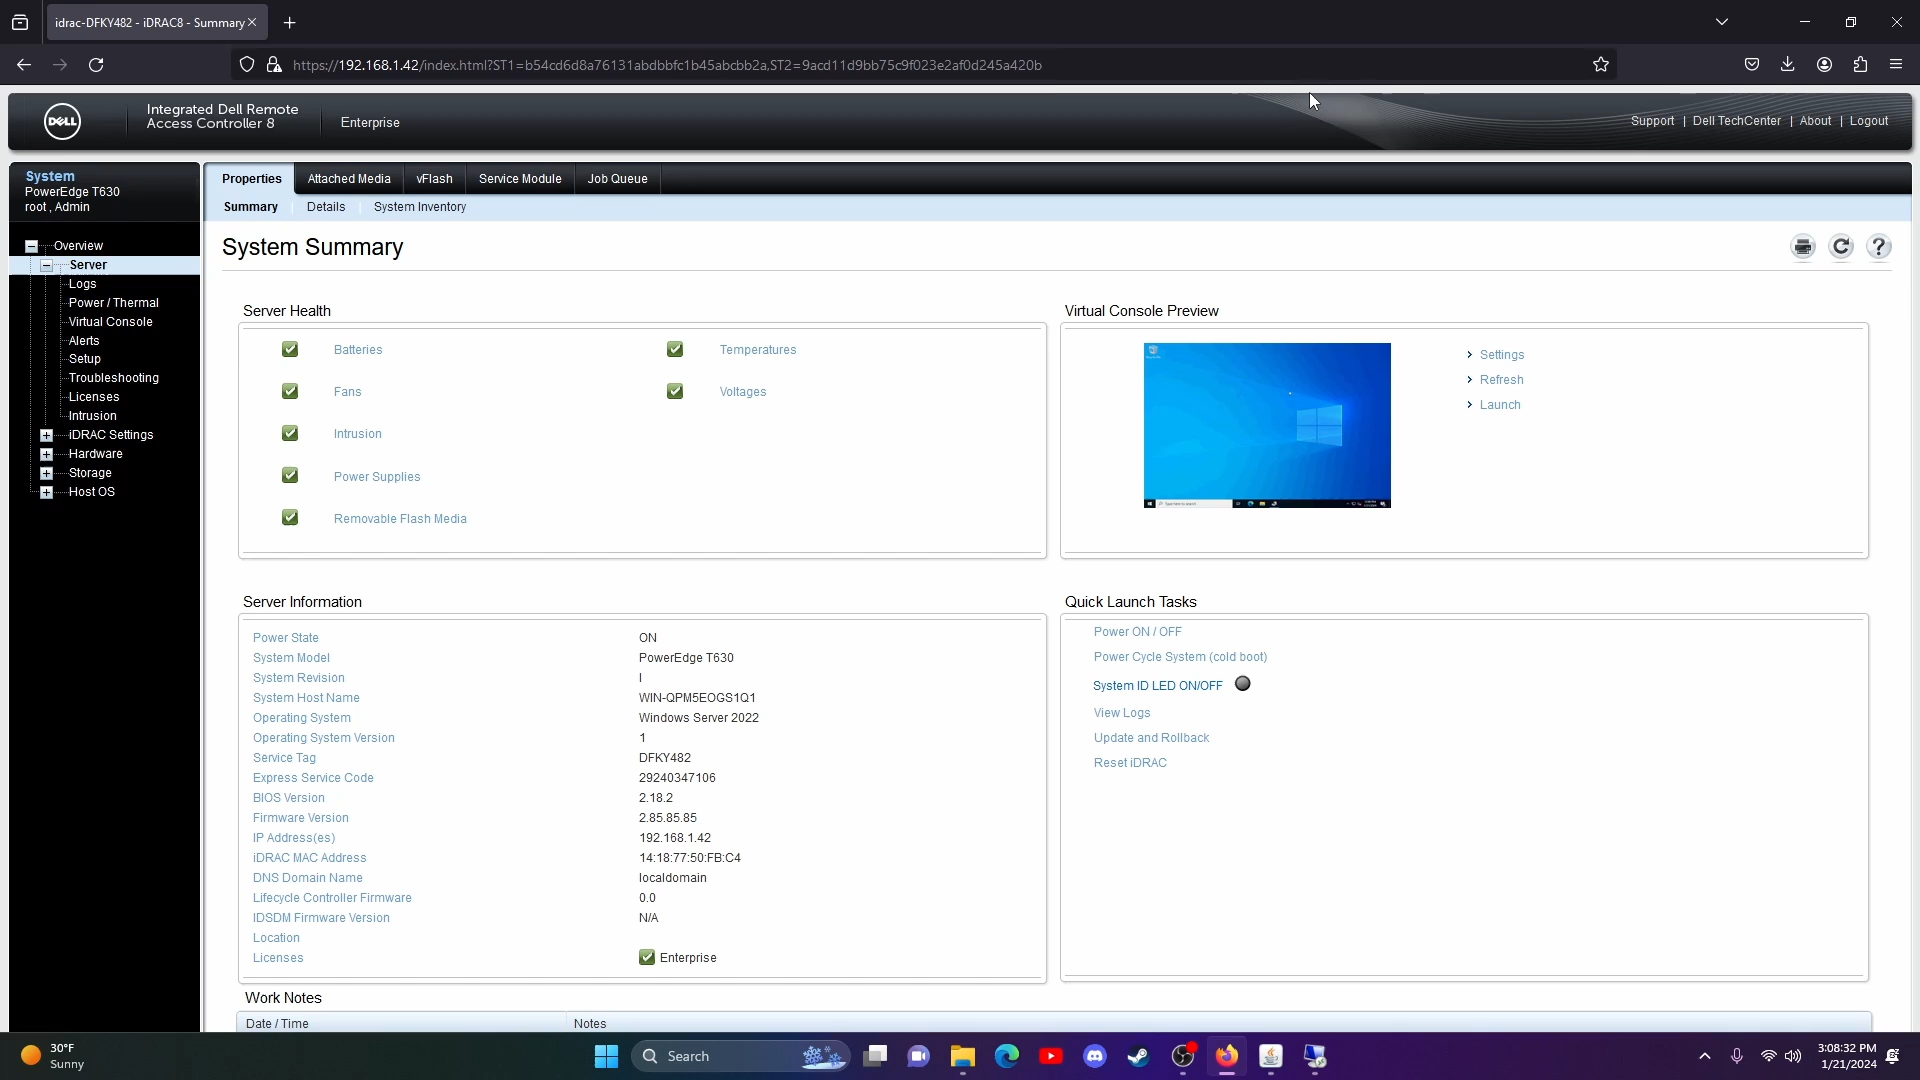 idrac-DFKY482 - iDRAC8 - Summary
https://192.168.1.42/index.html?ST1=b54cd6d8a76131abdbbfc1b45abcbb2a,ST2=9acd11d9bb75c9f023e2af0d245a420b
DELL
Integrated Dell Remote
Access Controller 8
Enterprise
Support | Dell TechCenter | About | Logout
System
PowerEdge T630
root , Admin
Properties Attached Media vFlash Service Module Job Queue
Summary Details System Inventory
Overview
Server
Logs
Power / Thermal
Virtual Console
Alerts
Setup
Troubleshooting
Licenses
Intrusion
iDRAC Settings
Hardware
Storage
Host OS
System Summary
Server Health
Batteries
Temperatures
Fans
Voltages
Intrusion
Power Supplies
Removable Flash Media
Virtual Console Preview
Settings
Refresh
Launch
Server Information
Power State ON
System Model PowerEdge T630
System Revision I
System Host Name WIN-QPM5EOGS1Q1
Operating System Windows Server 2022
Operating System Version 1
Service Tag DFKY482
Express Service Code 29240347106
BIOS Version 2.18.2
Firmware Version 2.85.85.85
IP Address(es) 192.168.1.42
iDRAC MAC Address 14:18:77:50:FB:C4
DNS Domain Name localdomain
Lifecycle Controller Firmware 0.0
IDSDM Firmware Version N/A
Location
Licenses Enterprise
Quick Launch Tasks
Power ON / OFF
Power Cycle System (cold boot)
System ID LED ON/OFF
View Logs
Update and Rollback
Reset iDRAC
Work Notes
Date / Time Notes
30°F
Sunny
Search
3:08:32 PM
1/21/2024